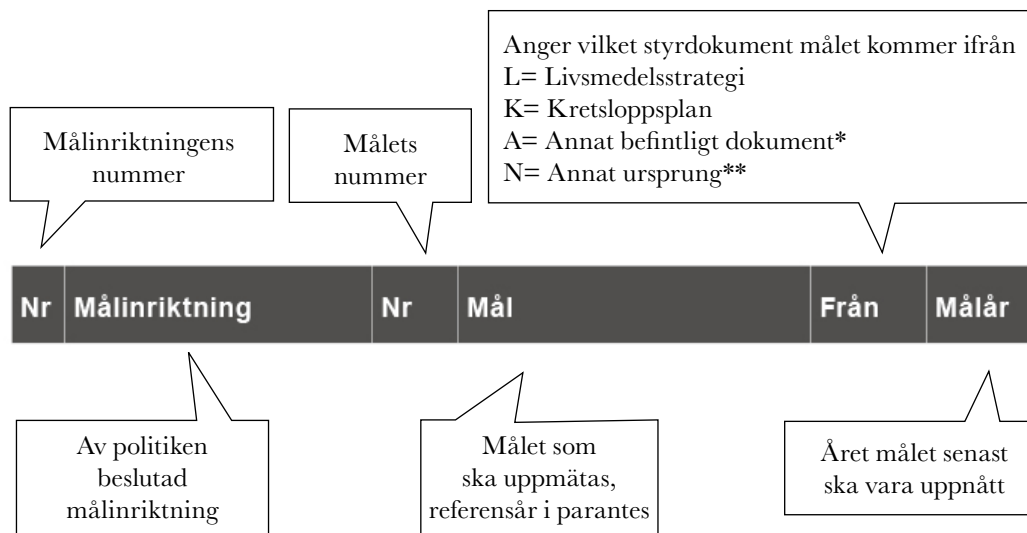 Anger vilket styrdokument målet kommer ifrån
L= Livsmedelsstrategi
K= Kretsloppsplan
A= Annat befintligt dokument*
N= Annat ursprung**
Målinriktningens
nummer
Målets
nummer
Nr Målinriktning Nr Mål Från Målår
Av politiken
beslutad
målinriktning
Målet som
ska uppmätas,
referensår i parantes
Året målet senast
ska vara uppnått